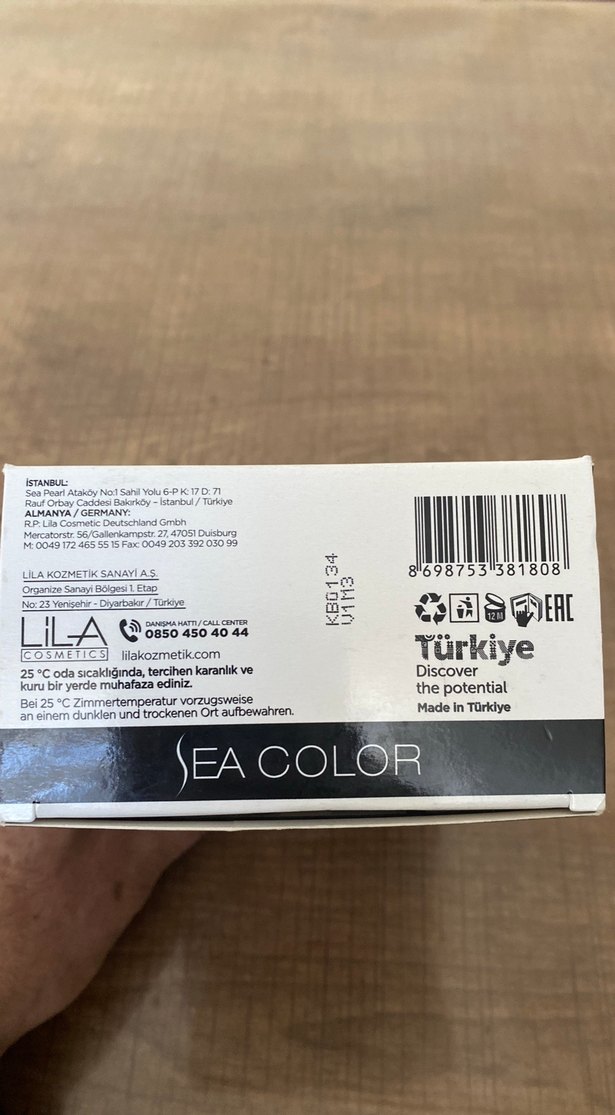 İSTANBUL:
Sea Pearl Ataköy No:1 Sahil Yolu 6-P K: 17 D: 71
Rauf Orbay Caddesi Bakırköy - İstanbul / Türkiye
ALMANYA / GERMANY:
R.P: Lila Cosmetic Deutschland Gmbh
Mercatorstr. 56/Gallenkampstr. 27, 47051 Duisburg
M: 0049 172 465 55 15 Fax: 0049 203 392 030 99
LİLA KOZMETİK SANAYİ A.Ş.
Organize Sanayi Bölgesi 1. Etap
No: 23 Yenişehir - Diyarbakır / Türkiye
LiLA
COSMETICS
DANIŞMA HATTI / CALL CENTER
0850 450 40 44
lilakozmetik.com
25 °C oda sıcaklığında, tercihen karanlık ve
kuru bir yerde muhafaza ediniz.
Bei 25 °C Zimmertemperatur vorzugsweise
an einem dunklen und trockenen Ort aufbewahren.
KB0134
V1M3
8 698753 381808
12 M
EAC
Türkiye
Discover
the potential
Made in Türkiye
SEA COLOR